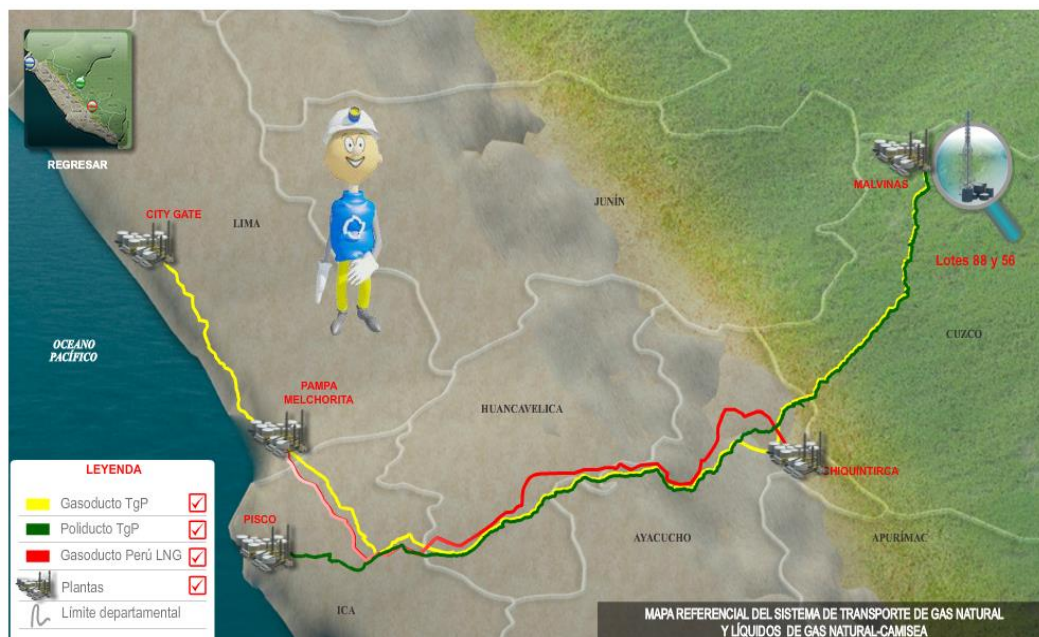 REGRESAR
CITY GATE
LIMA
JUNÍN
MALVINAS
Lotes 88 y 56
CUZCO
OCEANO
PACÍFICO
PAMPA
MELCHORITA
HUANCAVELICA
HIQUINTIRCA
PISCO
AYACUCHO
APURÍMAC
ICA
LEYENDA
Gasoducto TgP
Poliducto TgP
Gasoducto Perú LNG
Plantas
Límite departamental
MAPA REFERENCIAL DEL SISTEMA DE TRANSPORTE DE GAS NATURAL
Y LÍQUIDOS DE GAS NATURAL-CAMISEA